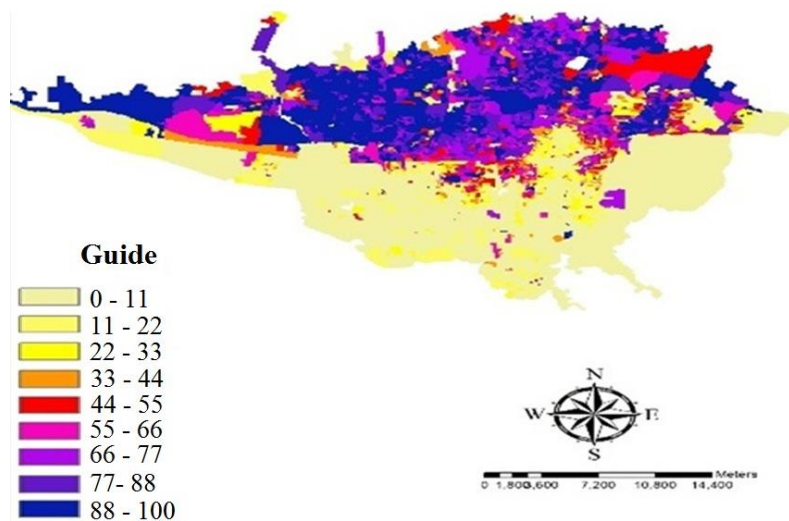 Guide
0 - 11
11 - 22
22 - 33
33 - 44
44 - 55
55 - 66
66 - 77
77- 88
88 - 100
N
W E
S
Meters
0 1,800 3,600 7,200 10,800 14,400